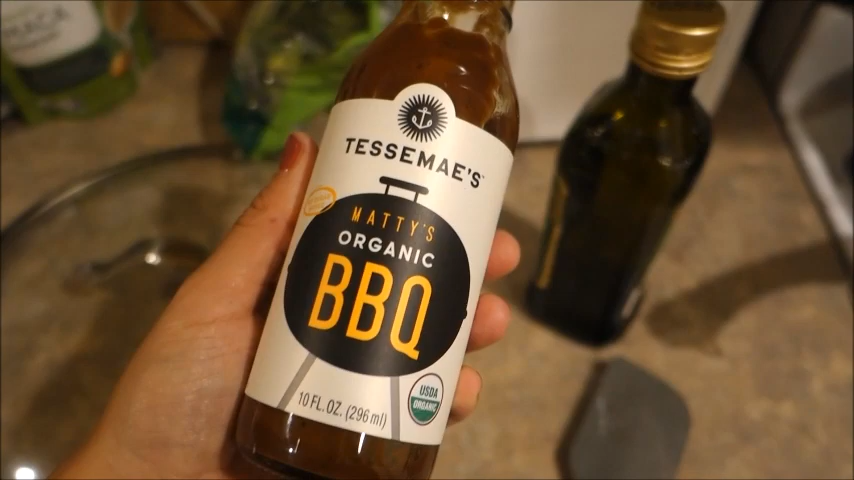 TESSEMAE'S
MATTY'S
ORGANIC
BBQ
10 FL. OZ. (296 ml)
USDA
ORGANIC